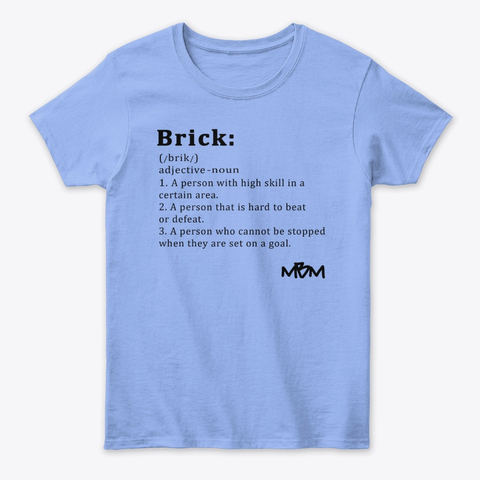 Brick:
(/brik/)
adjective-noun
1. A person with high skill in a
certain area.
2. A person that is hard to beat
or defeat.
3. A person who cannot be stopped
when they are set on a goal.
MBM